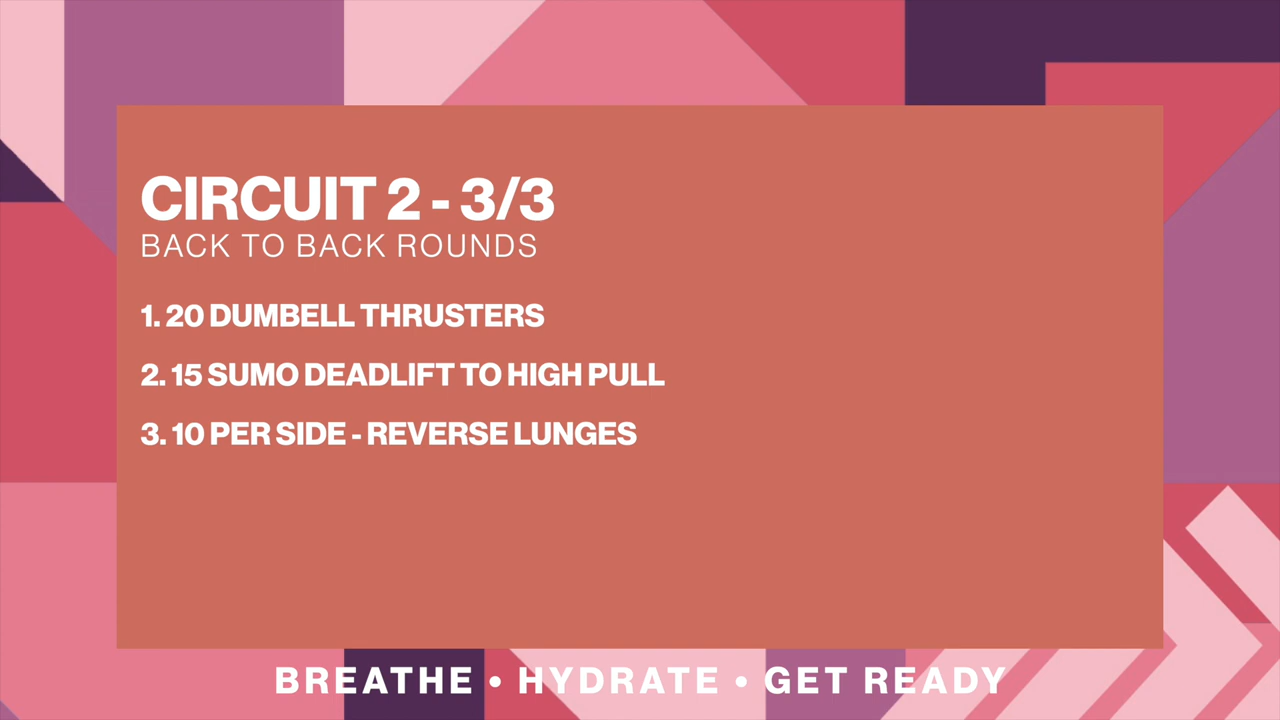 CIRCUIT 2 - 3/3
BACK TO BACK ROUNDS
1. 20 DUMBELL THRUSTERS
2. 15 SUMO DEADLIFT TO HIGH PULL
3. 10 PER SIDE - REVERSE LUNGES
BREATHE • HYDRATE • GET READY